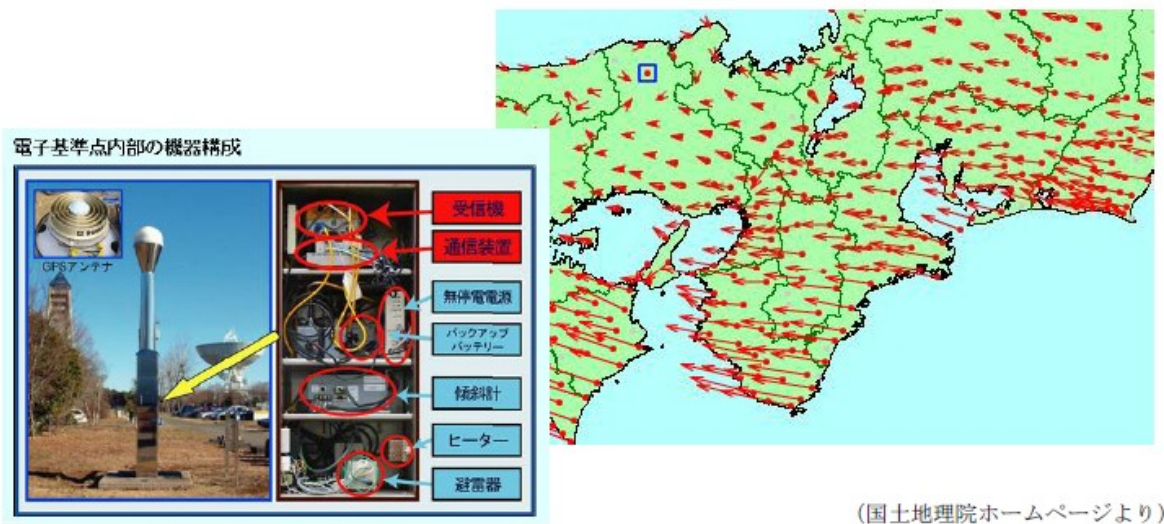 電子基準点内部の機器構成
GPSアンテナ
受信機
通信装置
無停電電源
バックアップ
バッテリー
傾斜計
ヒーター
避雷器
(国土地理院ホームページより)